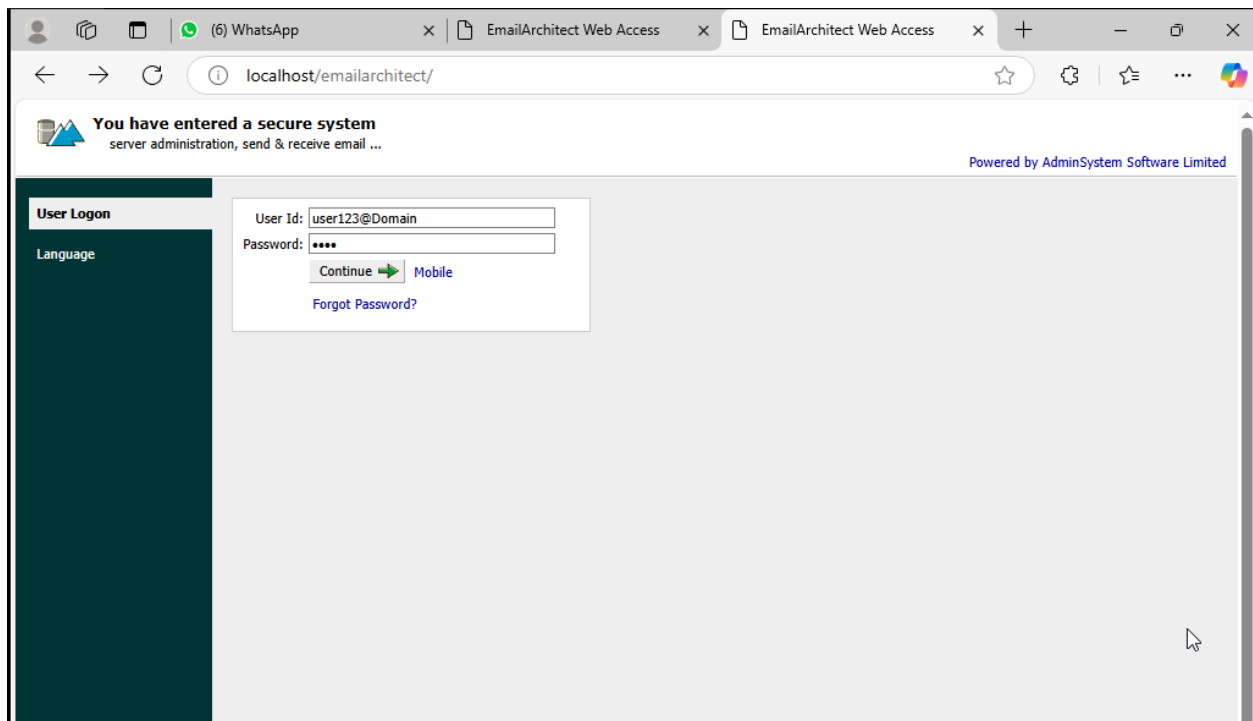 (6) WhatsApp
EmailArchitect Web Access
EmailArchitect Web Access
localhost/emailarchitect/
You have entered a secure system
server administration, send & receive email ...
Powered by AdminSystem Software Limited
User Logon
Language
User Id: user123@Domain
Password: ••••
Continue Mobile
Forgot Password?